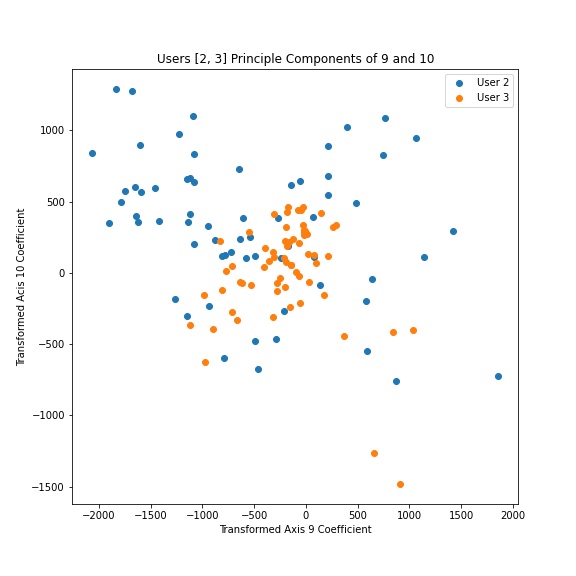 Users [2, 3] Principle Components of 9 and 10
User 2
User 3
Transformed Acis 10 Coefficient
1000
500
0
−500
−1000
−1500
−2000 −1500 −1000 −500 0 500 1000 1500 2000
Transformed Axis 9 Coefficient